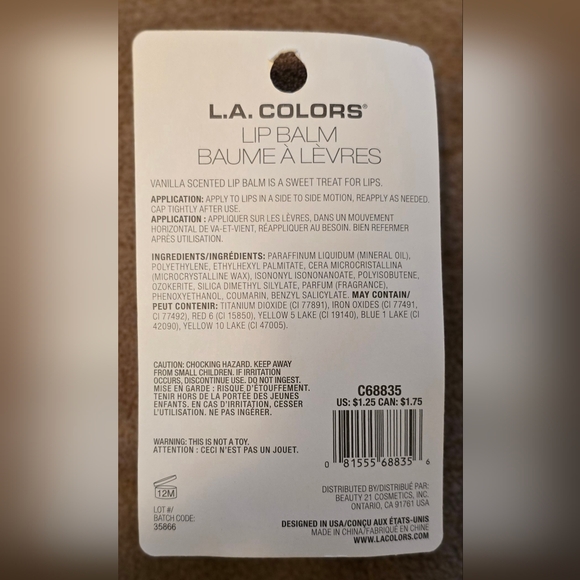 L.A. COLORS®
LIP BALM
BAUME À LÈVRES
VANILLA SCENTED LIP BALM IS A SWEET TREAT FOR LIPS.
APPLICATION: APPLY TO LIPS IN A SIDE TO SIDE MOTION, REAPPLY AS NEEDED.
CAP TIGHTLY AFTER USE.
APPLICATION : APPLIQUER SUR LES LÈVRES, DANS UN MOUVEMENT
HORIZONTAL DE VA-ET-VIENT, RÉAPPLIQUER AU BESOIN. BIEN REFERMER
APRÈS UTILISATION.
INGREDIENTS/INGRÉDIENTS: PARAFFINUM LIQUIDUM (MINERAL OIL),
POLYETHYLENE, ETHYLHEXYL PALMITATE, CERA MICROCRISTALLINA
(MICROCRYSTALLINE WAX), ISONONYL ISONONANOATE, POLYISOBUTENE,
OZOKERITE, SILICA DIMETHYL SILYLATE, PARFUM (FRAGRANCE),
PHENOXYETHANOL, COUMARIN, BENZYL SALICYLATE. MAY CONTAIN/
PEUT CONTENIR: TITANIUM DIOXIDE (CI 77891), IRON OXIDES (CI 77491,
CI 77492), RED 6 (CI 15850), YELLOW 5 LAKE (CI 19140), BLUE 1 LAKE (CI
42090), YELLOW 10 LAKE (CI 47005).
CAUTION: CHOCKING HAZARD. KEEP AWAY
FROM SMALL CHILDREN. IF IRRITATION
OCCURS, DISCONTINUE USE. DO NOT INGEST.
MISE EN GARDE : RISQUE D'ÉTOUFFEMENT.
TENIR HORS DE LA PORTÉE DES JEUNES
ENFANTS. EN CAS D'IRRITATION, CESSER
L'UTILISATION. NE PAS INGÉRER.
WARNING: THIS IS NOT A TOY.
ATTENTION : CECI N'EST PAS UN JOUET.
12M
LOT #/
BATCH CODE:
35866
C68835
US: $1.25 CAN: $1.75
0 81555 68835 6
DISTRIBUTED BY/DISTRIBUÉ PAR:
BEAUTY 21 COSMETICS, INC.
ONTARIO, CA 91761 USA
DESIGNED IN USA/CONÇU AUX ÉTATS-UNIS
MADE IN CHINA/FABRIQUÉ EN CHINE
WWW.LACOLORS.COM